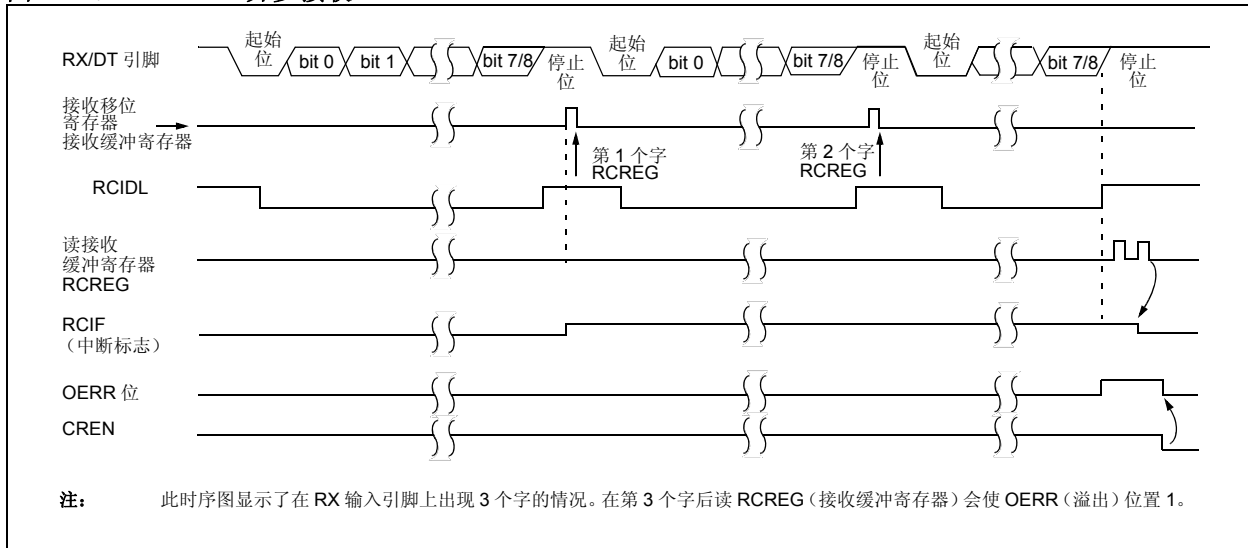 RX/DT 引脚
起始
位
bit 0
bit 1
bit 7/8
停止
位
起始
位
bit 0
bit 7/8
停止
位
起始
位
bit 7/8
停止
位
接收移位
寄存器
接收缓冲寄存器
第 1 个字
RCREG
第 2 个字
RCREG
RCIDL
读接收
缓冲寄存器
RCREG
RCIF
（中断标志）
OERR 位
CREN
注： 此时序图显示了在 RX 输入引脚上出现 3 个字的情况。在第 3 个字后读 RCREG（接收缓冲寄存器）会使 OERR（溢出）位置 1。